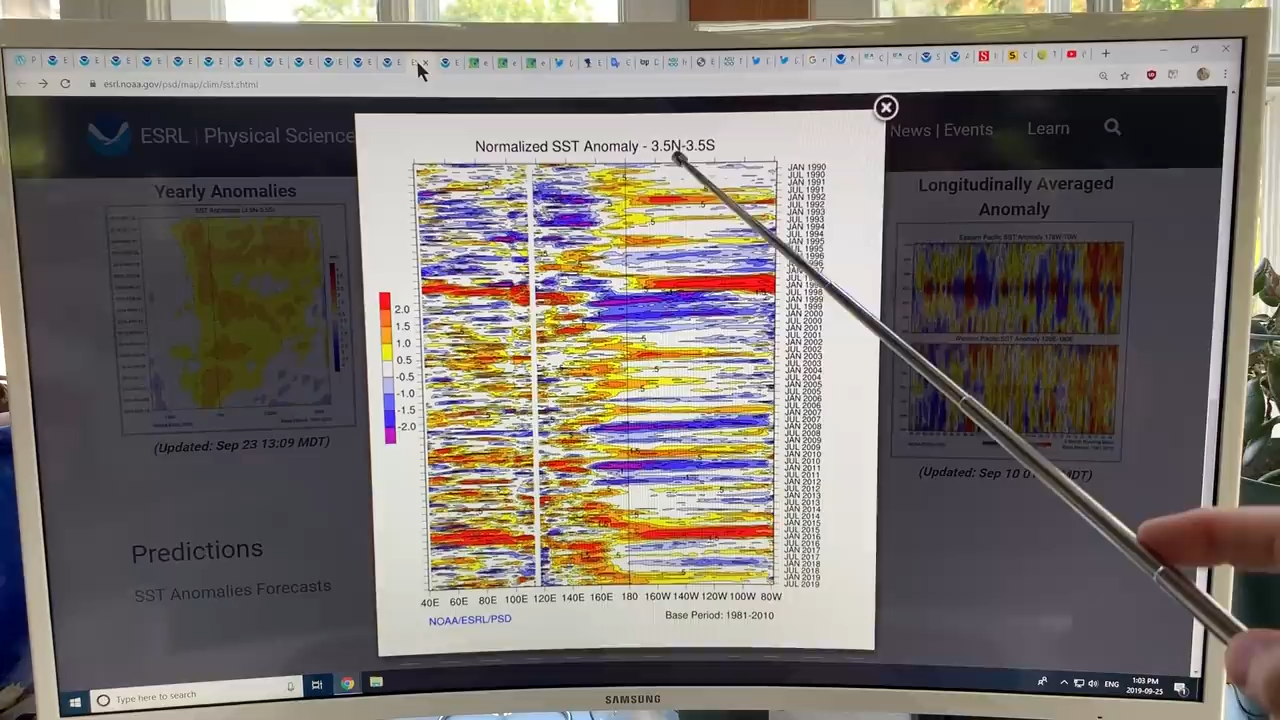 esrl.noaa.gov/psd/map/clim/sst.shtml
ESRL | Physical Science
News | Events
Learn
Yearly Anomalies
(Updated: Sep 23 13:09 MDT)
Predictions
SST Anomalies Forecasts
Normalized SST Anomaly - 3.5N-3.5S
2.0
1.5
1.0
0.5
-0.5
-1.0
-1.5
-2.0
JAN 1990
JUL 1990
JAN 1991
JUL 1991
JAN 1992
JUL 1992
JAN 1993
JUL 1993
JAN 1994
JUL 1994
JAN 1995
JUL 1998
JAN 1999
JUL 1999
JAN 2000
JUL 2000
JAN 2001
JUL 2001
JAN 2002
JUL 2002
JAN 2003
JUL 2003
JAN 2004
JUL 2004
JAN 2005
JUL 2005
JAN 2006
JUL 2006
JAN 2007
JUL 2007
JAN 2008
JUL 2008
JAN 2009
JUL 2009
JAN 2010
JUL 2010
JAN 2011
JUL 2011
JAN 2012
JUL 2012
JAN 2013
JUL 2013
JAN 2014
JUL 2014
JAN 2015
JUL 2015
JAN 2016
JUL 2016
JAN 2017
JUL 2017
JAN 2018
JUL 2018
JAN 2019
JUL 2019
40E 60E 80E 100E 120E 140E 160E 180 160W 140W 120W 100W 80W
NOAA/ESRL/PSD
Base Period: 1981-2010
Longitudinally Averaged
Anomaly
(Updated: Sep 10 MDT)
Type here to search
ENG
1:03 PM
2019-09-25
SAMSUNG